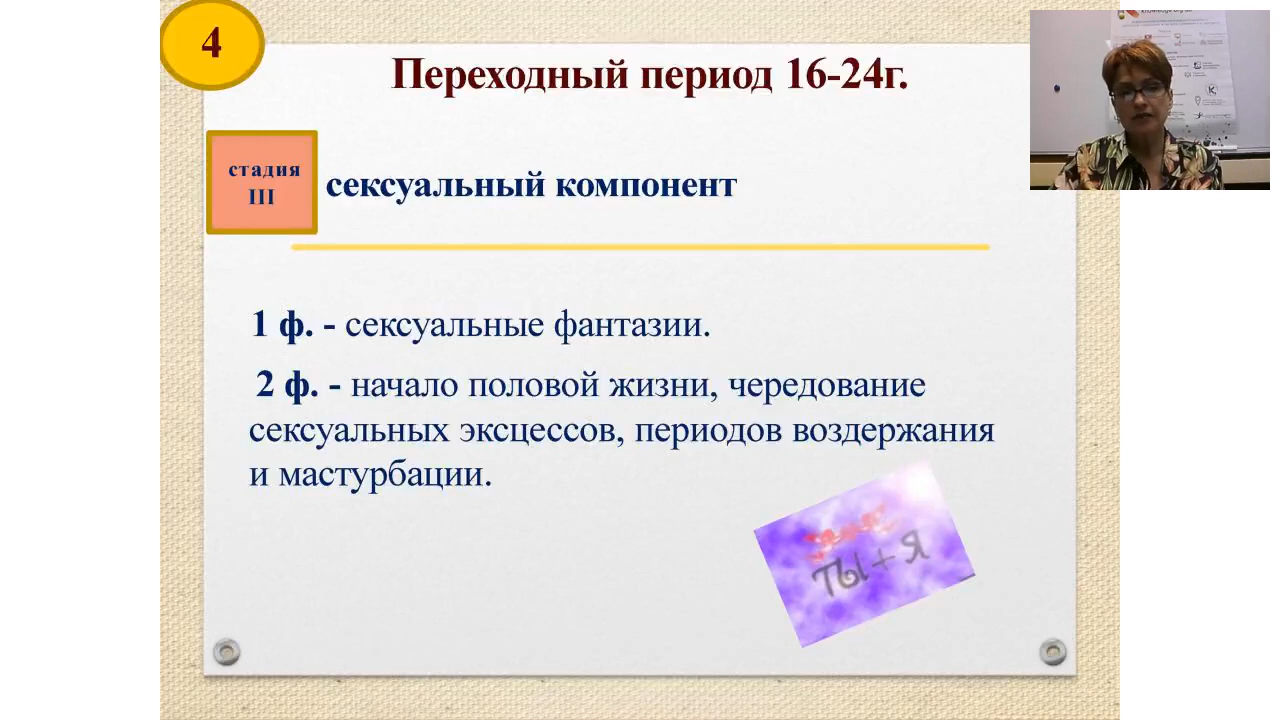 4
Переходный период 16-24г.
стадия
III
сексуальный компонент
1 ф. - сексуальные фантазии.
2 ф. - начало половой жизни, чередование
сексуальных эксцессов, периодов воздержания
и мастурбации.
ТЫ + Я